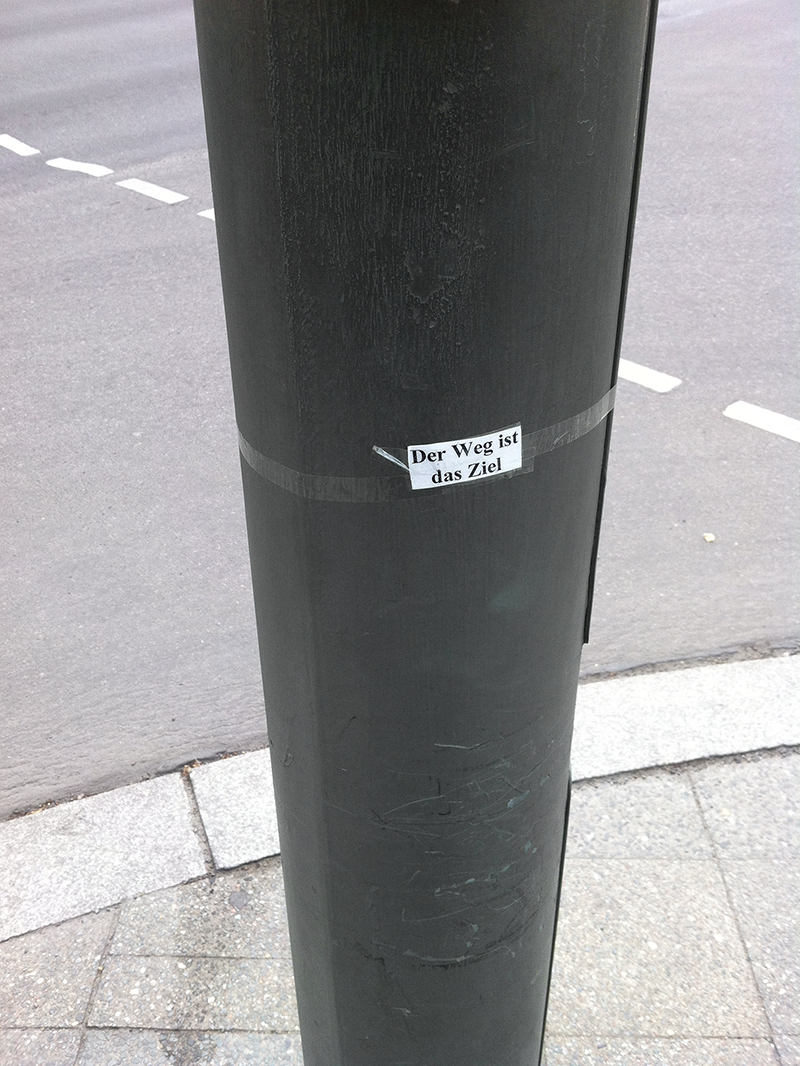 Der Weg ist
das Ziel